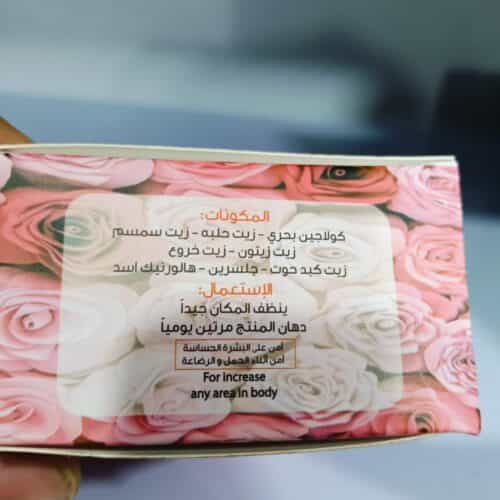 المكونات:
كولاجين بحري - زيت حلبه - زيت سمسم
زيت زيتون - زيت خروع
زيت كبد حوت - جلسرين - هالورنيك اسد
الإستعمال:
ينظف المكان جيداً
دهان المنتج مرتين يومياً
آمن على البشرة الحساسة
آمن أثناء الحمل و الرضاعة
For increase
any area in body